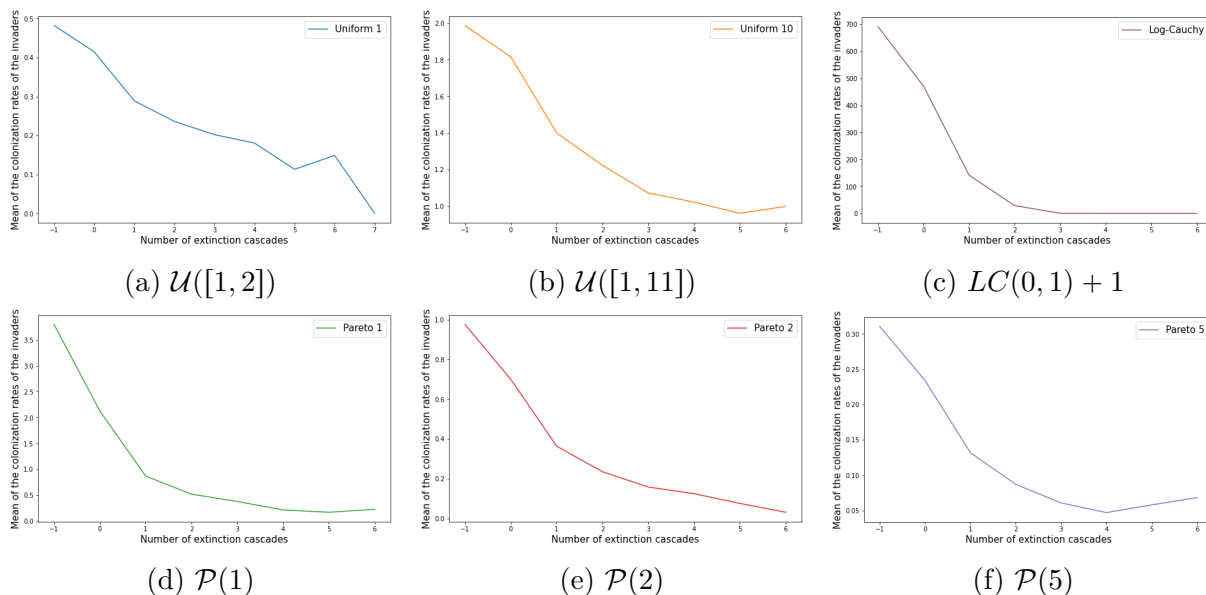 Mean of the colonization rates of the invaders
0.5
0.4
0.3
0.2
0.1
0.0
Uniform 1
−1 0 1 2 3 4 5 6 7
Number of extinction cascades
(a) 𝒰([1, 2])
Mean of the colonization rates of the invaders
2.0
1.8
1.6
1.4
1.2
1.0
Uniform 10
−1 0 1 2 3 4 5 6
Number of extinction cascades
(b) 𝒰([1, 11])
Mean of the colonization rates of the invaders
700
600
500
400
300
200
100
0
Log-Cauchy
−1 0 1 2 3 4 5 6
Number of extinction cascades
(c) LC(0, 1) + 1
Mean of the colonization rates of the invaders
3.5
3.0
2.5
2.0
1.5
1.0
0.5
0.0
Pareto 1
−1 0 1 2 3 4 5 6
Number of extinction cascades
(d) 𝒫(1)
Mean of the colonization rates of the invaders
1.0
0.8
0.6
0.4
0.2
0.0
Pareto 2
−1 0 1 2 3 4 5 6
Number of extinction cascades
(e) 𝒫(2)
Mean of the colonization rates of the invaders
0.30
0.25
0.20
0.15
0.10
0.05
Pareto 5
−1 0 1 2 3 4 5 6
Number of extinction cascades
(f) 𝒫(5)